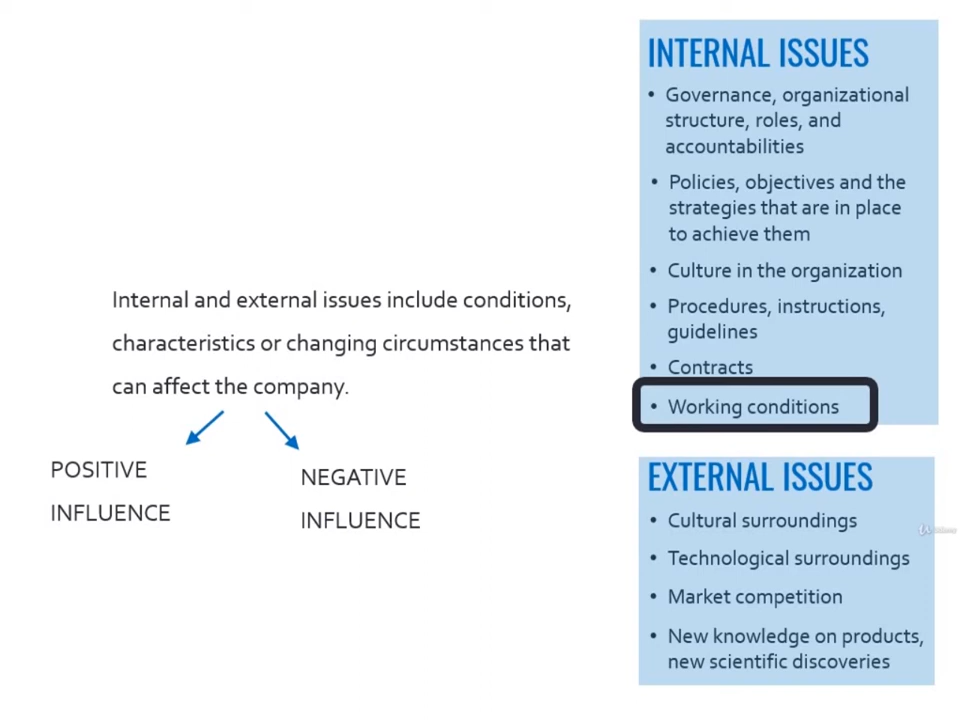 INTERNAL ISSUES
• Governance, organizational
structure, roles, and
accountabilities
• Policies, objectives and the
strategies that are in place
to achieve them
• Culture in the organization
• Procedures, instructions,
guidelines
• Contracts
• Working conditions
Internal and external issues include conditions,
characteristics or changing circumstances that
can affect the company.
POSITIVE
INFLUENCE
NEGATIVE
INFLUENCE
EXTERNAL ISSUES
• Cultural surroundings
• Technological surroundings
• Market competition
• New knowledge on products,
new scientific discoveries